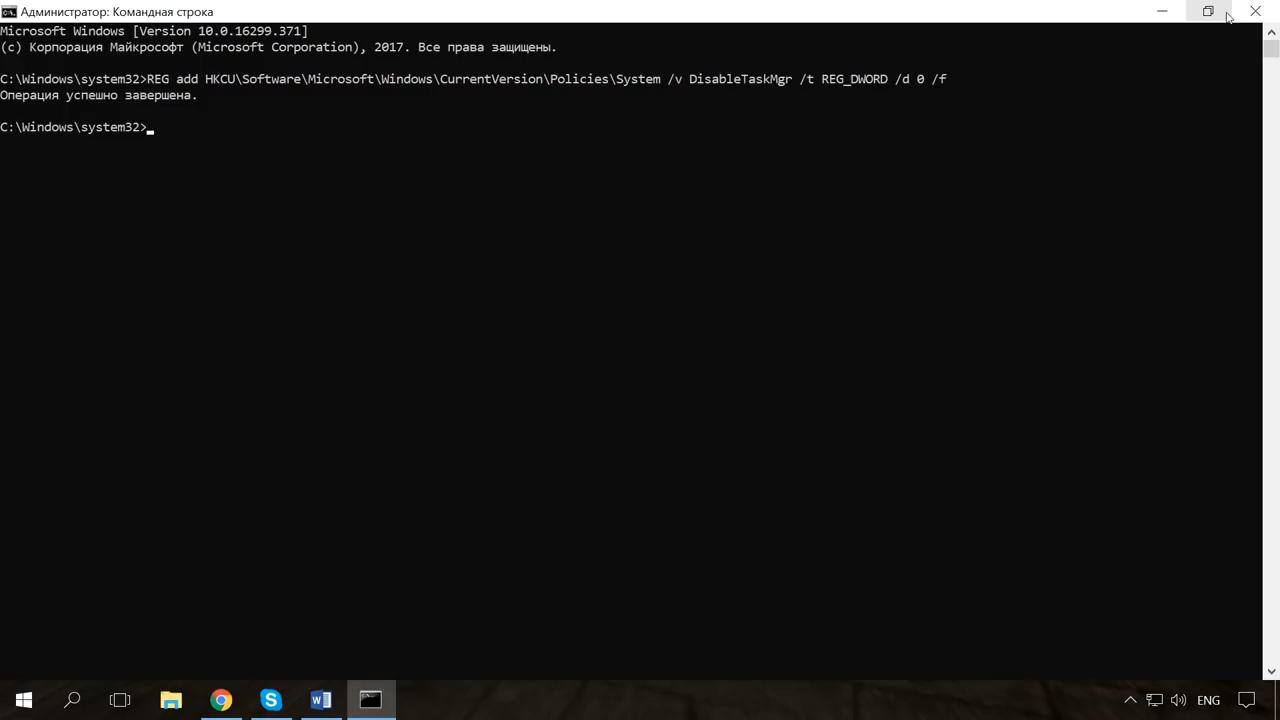 Администратор: Командная строка
Microsoft Windows [Version 10.0.16299.371]
(c) Корпорация Майкрософт (Microsoft Corporation), 2017. Все права защищены.
C:\Windows\system32>REG add HKCU\Software\Microsoft\Windows\CurrentVersion\Policies\System /v DisableTaskMgr /t REG_DWORD /d 0 /f
Операция успешно завершена.
C:\Windows\system32>
ENG